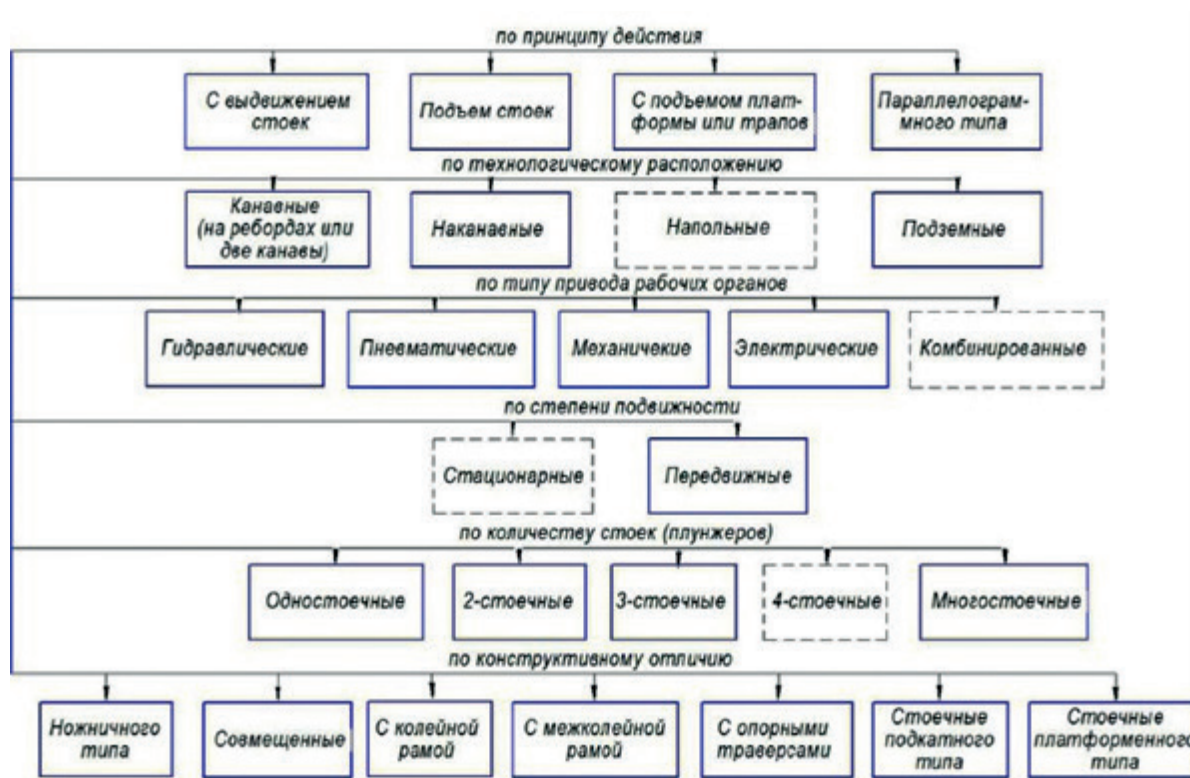 по принципу действия
С выдвижением
стоек
Подъем стоек
С подъемом плат-
формы или трапов
Параллелограм-
много типа
по технологическому расположению
Канавные
(на ребордах или
две канавы)
Наканавные
Напольные
Подземные
по типу привода рабочих органов
Гидравлические
Пневматические
Механичекие
Электрические
Комбинированные
по степени подвижности
Стационарные
Передвижные
по количеству стоек (плунжеров)
Одностоечные
2-стоечные
3-стоечные
4-стоечные
Многостоечные
по конструктивному отличию
Ножничного
типа
Совмещенные
С колейной
рамой
С межколейной
рамой
С опорными
траверсами
Стоечные
подкатного
типа
Стоечные
платформенного
типа